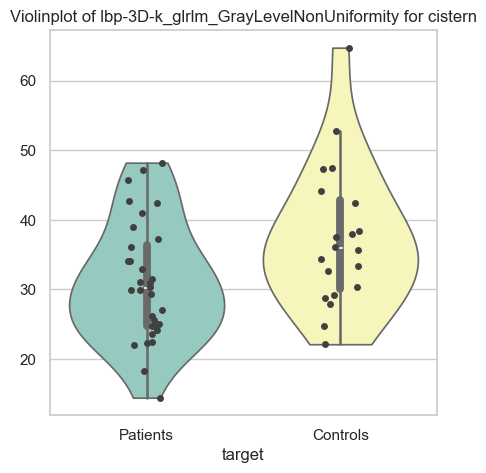 Violinplot of lbp-3D-k_glrlm_GrayLevelNonUniformity for cistern
60
50
40
30
20
Patients
Controls
target